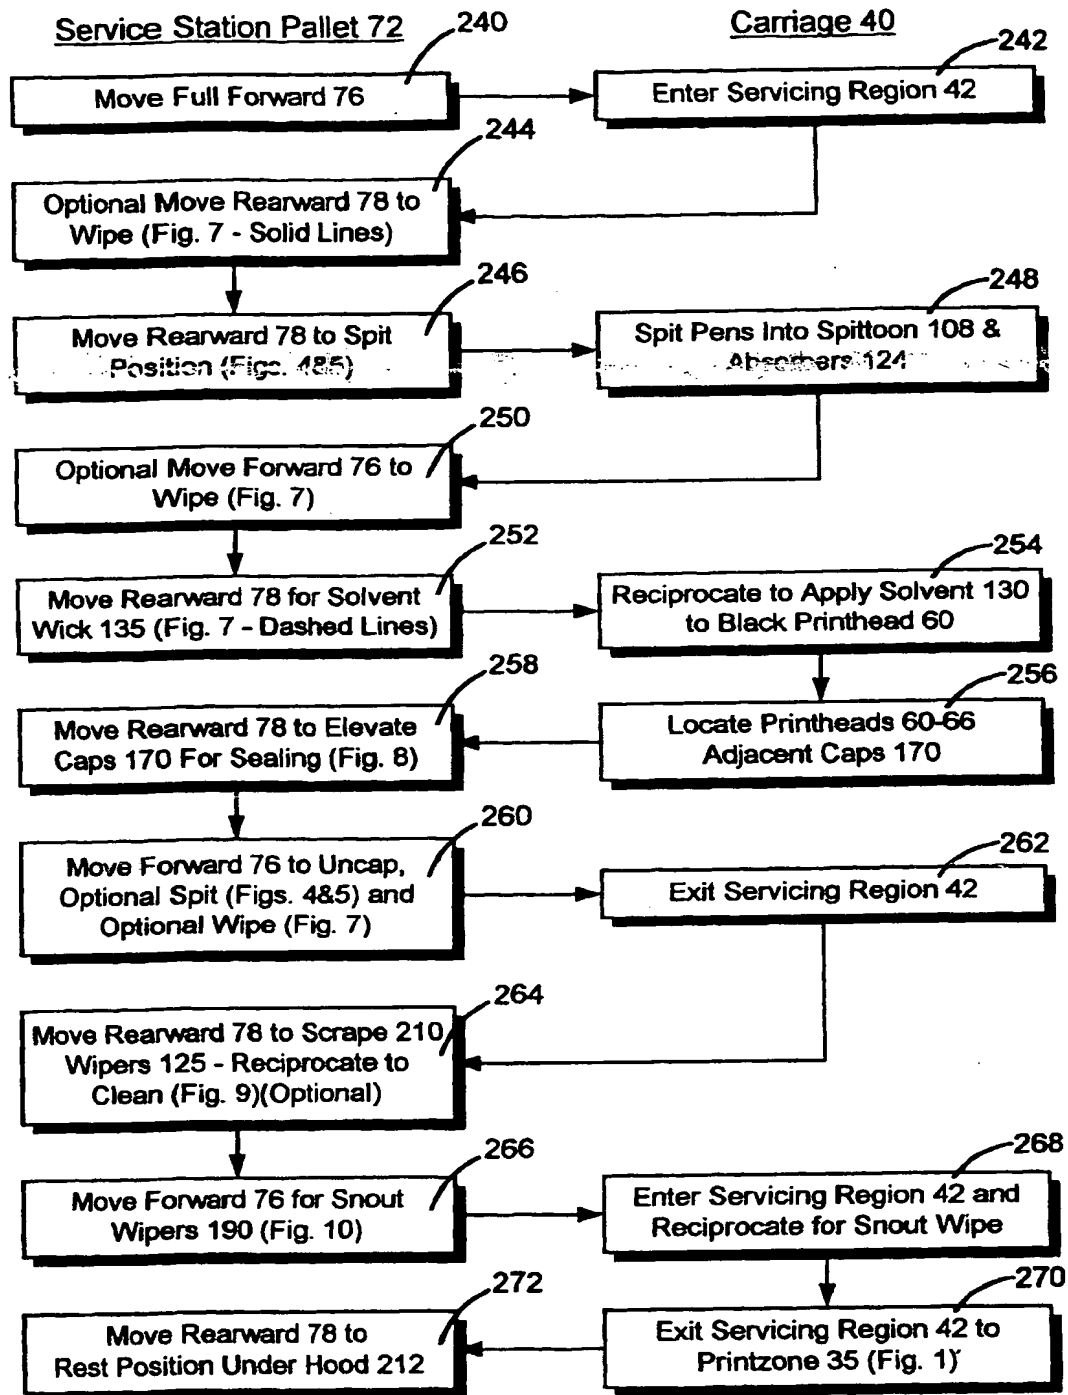 Service Station Pallet 72
240
Carriage 40
242
Move Full Forward 76
Enter Servicing Region 42
244
Optional Move Rearward 78 to
Wipe (Fig. 7 - Solid Lines)
246
248
Move Rearward 78 to Spit
Position (Figs. 4&5)
Spit Pens Into Spittoon 108 &
Absorbers 124
250
Optional Move Forward 76 to
Wipe (Fig. 7)
252
254
Move Rearward 78 for Solvent
Wick 135 (Fig. 7 - Dashed Lines)
Reciprocate to Apply Solvent 130
to Black Printhead 60
258
256
Move Rearward 78 to Elevate
Caps 170 For Sealing (Fig. 8)
Locate Printheads 60-66
Adjacent Caps 170
260
262
Move Forward 76 to Uncap,
Optional Spit (Figs. 4&5) and
Optional Wipe (Fig. 7)
Exit Servicing Region 42
264
Move Rearward 78 to Scrape 210
Wipers 125 - Reciprocate to
Clean (Fig. 9)(Optional)
266
268
Move Forward 76 for Snout
Wipers 190 (Fig. 10)
Enter Servicing Region 42 and
Reciprocate for Snout Wipe
272
270
Move Rearward 78 to
Rest Position Under Hood 212
Exit Servicing Region 42 to
Printzone 35 (Fig. 1)